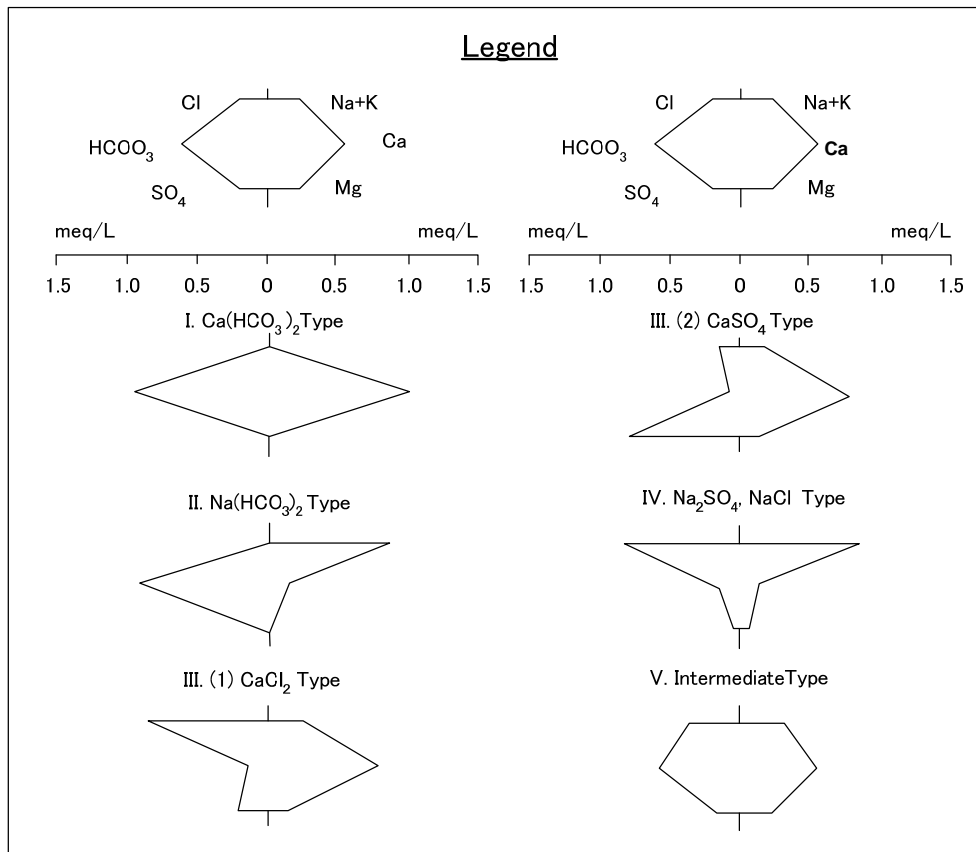 Legend
Cl Na+K
HCOO₃ Ca
SO₄ Mg
meq/L meq/L
1.5 1.0 0.5 0 0.5 1.0 1.5
Cl Na+K
HCOO₃ Ca
SO₄ Mg
meq/L meq/L
1.5 1.0 0.5 0 0.5 1.0 1.5
I. Ca(HCO₃)₂Type
III. (2) CaSO₄ Type
II. Na(HCO₃)₂ Type
IV. Na₂SO₄, NaCl Type
III. (1) CaCl₂ Type
V. IntermediateType